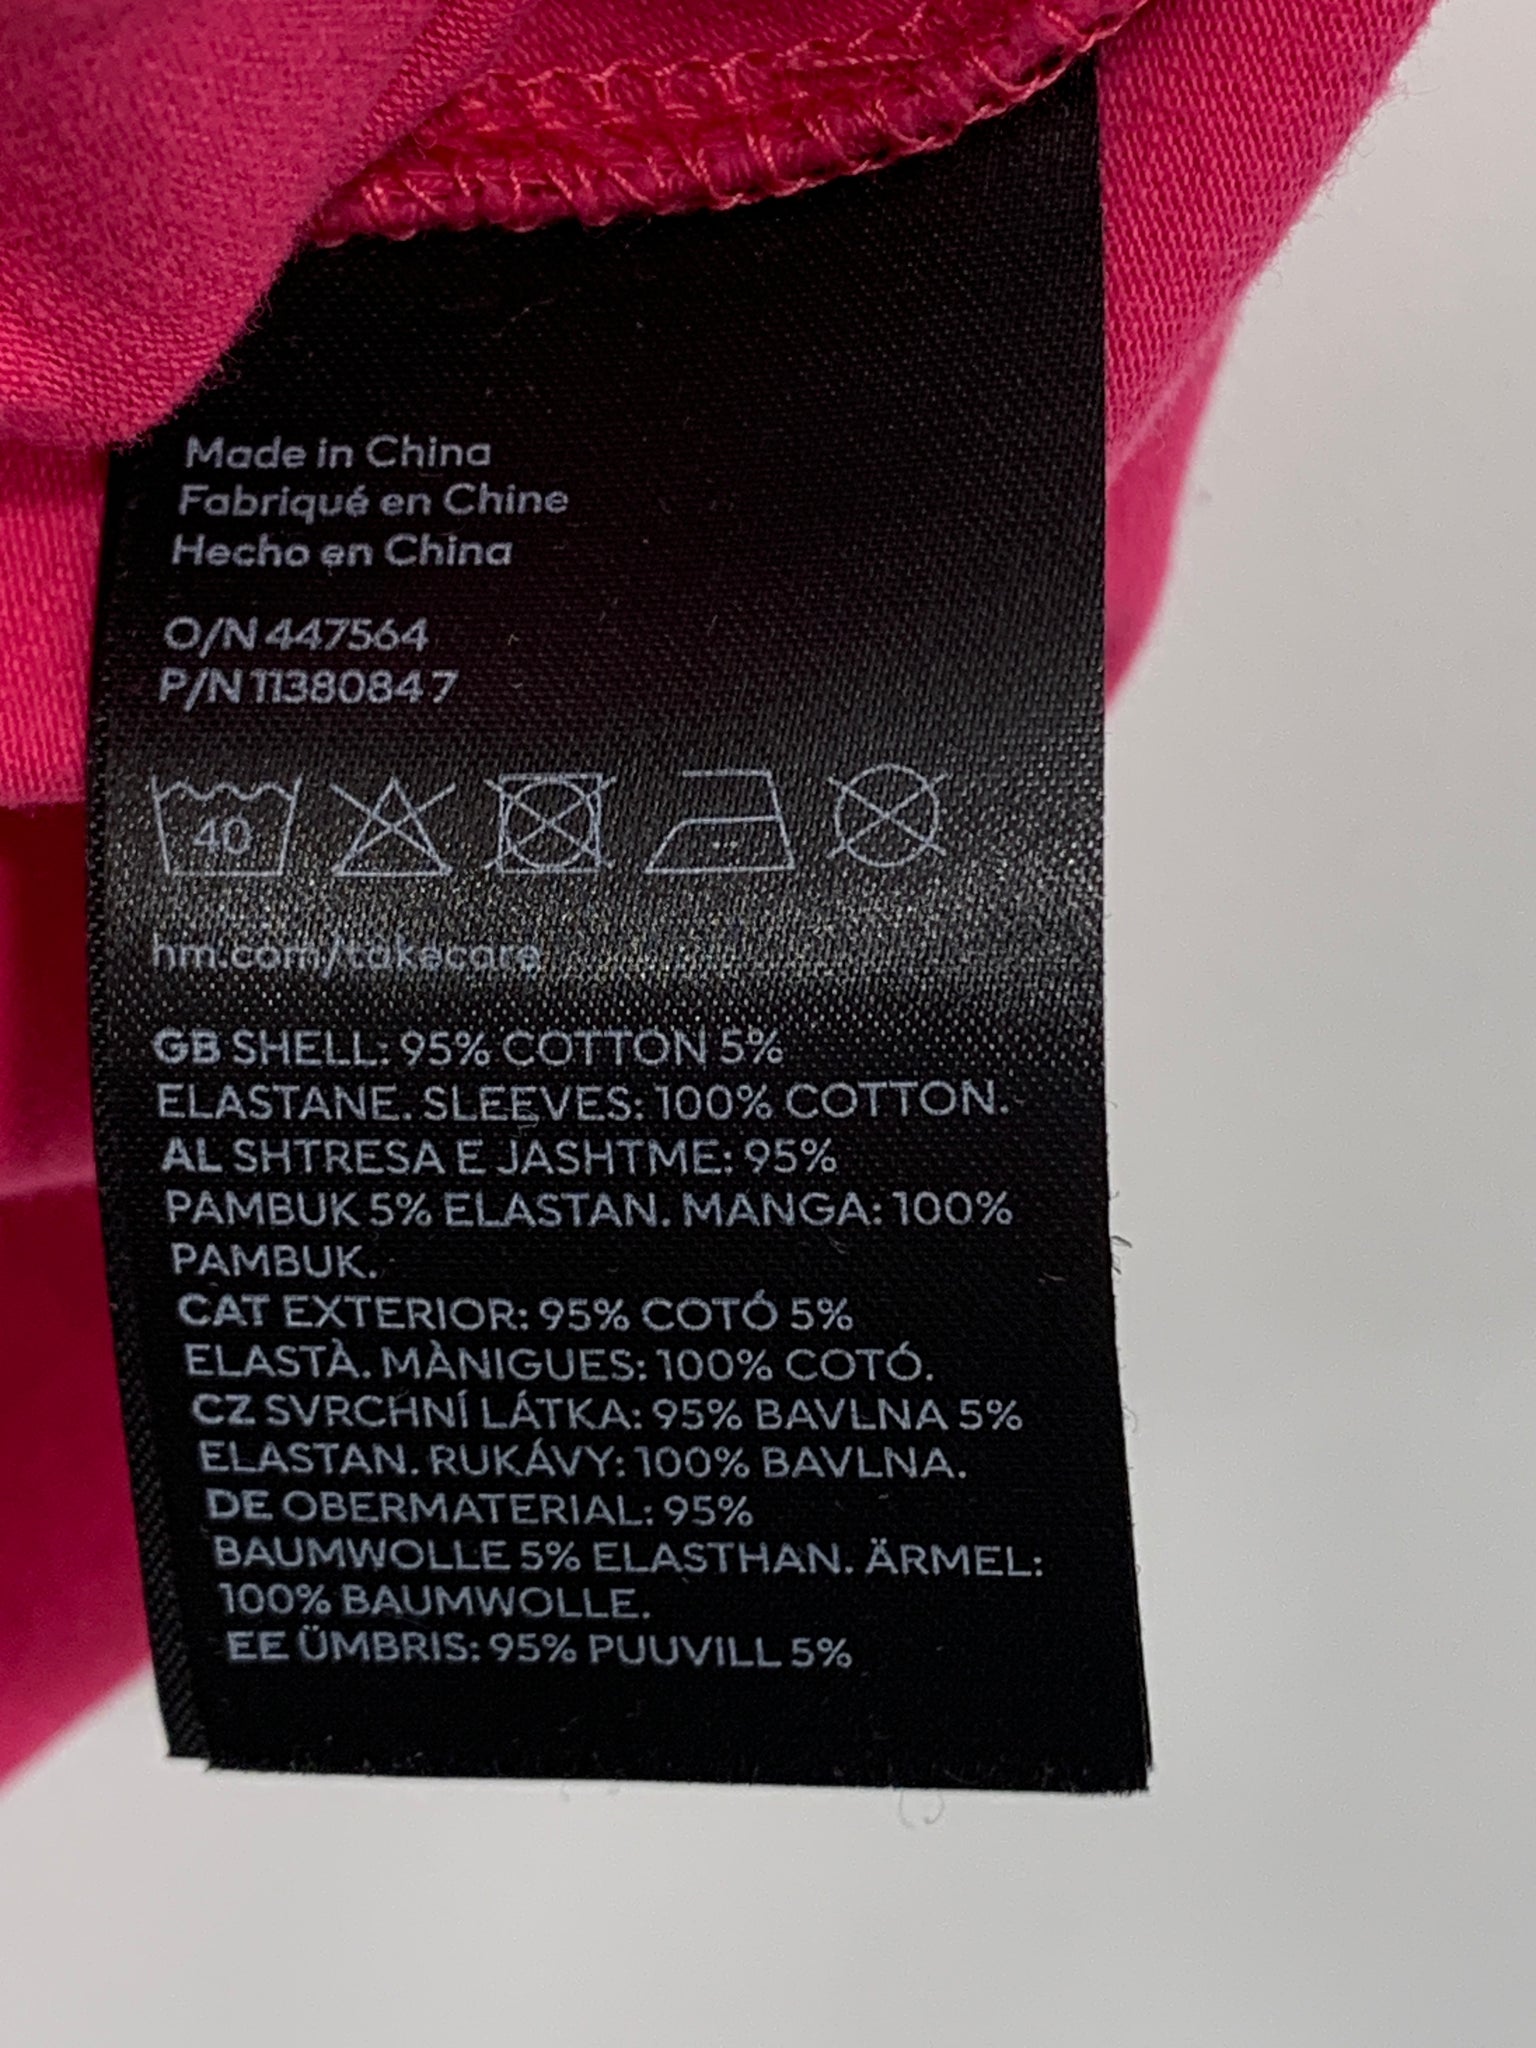 Made in China
Fabriqué en Chine
Hecho en China
O/N 447564
P/N 1138084 7
40
hm.com/takecare
GB SHELL: 95% COTTON 5%
ELASTANE. SLEEVES: 100% COTTON.
AL SHTRESA E JASHTME: 95%
PAMBUK 5% ELASTAN. MANGA: 100%
PAMBUK.
CAT EXTERIOR: 95% COTÓ 5%
ELASTÀ. MÀNIGUES: 100% COTÓ.
CZ SVRCHNÍ LÁTKA: 95% BAVLNA 5%
ELASTAN. RUKÁVY: 100% BAVLNA.
DE OBERMATERIAL: 95%
BAUMWOLLE 5% ELASTHAN. ÄRMEL:
100% BAUMWOLLE.
EE ÜMBRIS: 95% PUUVILL 5%